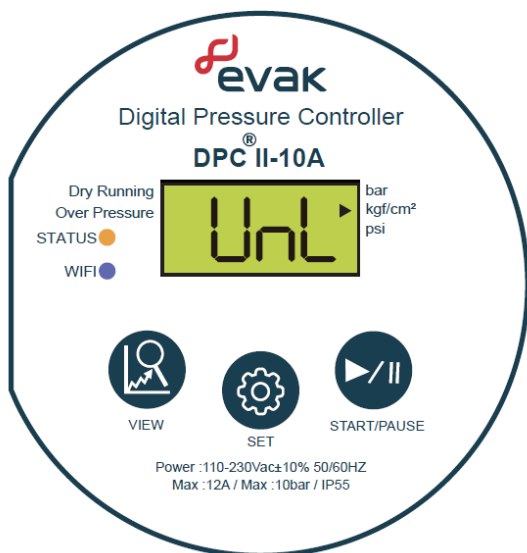 evak
Digital Pressure Controller
®
DPC II-10A
Dry Running
Over Pressure
STATUS
WIFI
UnL
bar
kgf/cm²
psi
VIEW
SET
START/PAUSE
Power :110-230Vac±10% 50/60HZ
Max :12A / Max :10bar / IP55